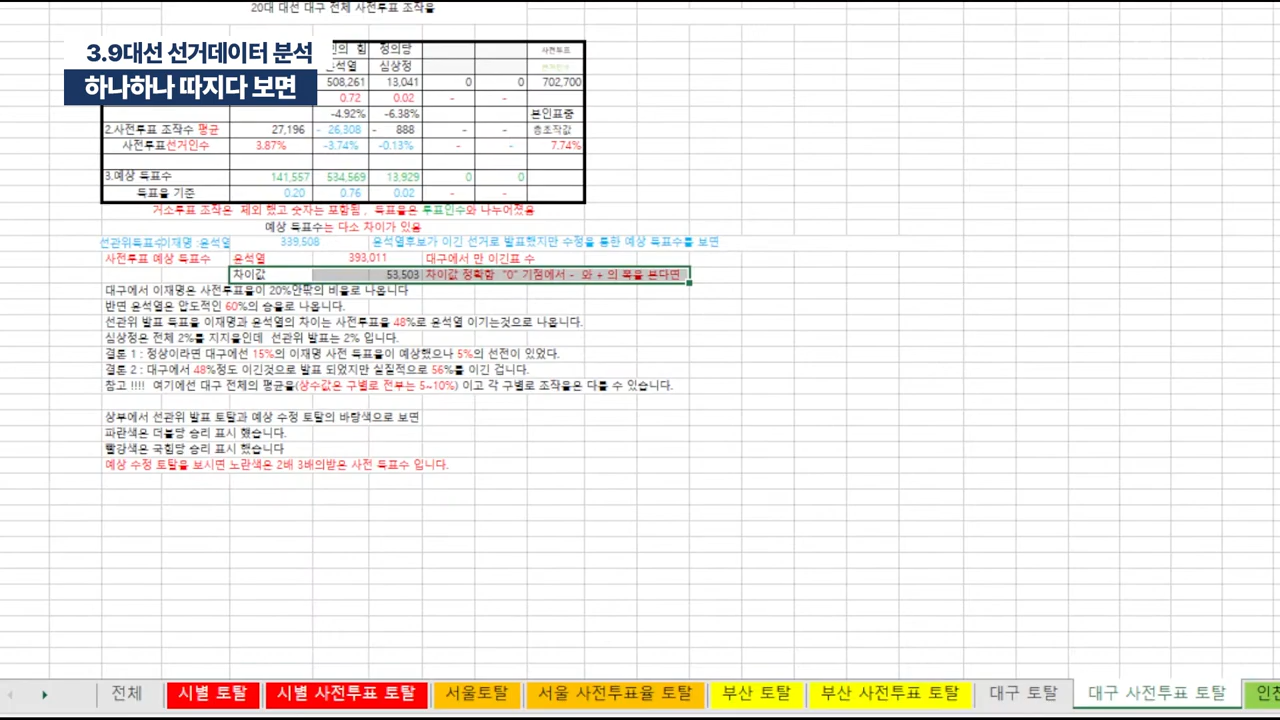 20대 대선 대구 전체 사전투표 조작율
3.9대선 선거데이터 분석
하나하나 따지다 보면
의 힘 정의당 사전투표
심상정
508,261 13,041 0 0 702,700
0.72 0.02 - -
-4.92% -6.38% 본인표중
2.사전투표 조작수 평균 27,196 - 26,308 - 888 - - 총조작값
사전투표선거인수 3.87% -3.74% -0.13% - - 7.74%
3.예상 득표수 141,557 534,569 13,929 0 0
득표율 기준 0.20 0.76 0.02 - -
거소투표 조작은 제외 했고 숫자는 포함됨 , 득표율은 투표인수와 나누어졌음
예상 득표수는 다소 차이가 있음
선관위득표수 이재명 :윤석열 339,508 윤석열후보가 이긴 선거로 발표했지만 수정을 통한 예상 득표수를 보면
사전투표 예상 득표수 윤석열 393,011 대구에서 만 이긴표 수
차이값 53,503 차이값 정확함 "0" 기점에서 - 와 + 의 폭을 본다면
대구에서 이재명은 사전투표율이 20%안팎의 비율로 나옵니다
반면 윤석열은 압도적인 60%의 승율로 나옵니다.
선관위 발표 득표율 이재명과 윤석열의 차이는 사전투표율 48%로 윤석열 이기는것으로 나옵니다.
심상정은 전체 2%를 지지율인데 선관위 발표는 2% 입니다.
결론 1 : 정상이라면 대구에선 15%의 이재명 사전 득표율이 예상했으나 5%의 선전이 있었다.
결론 2 : 대구에서 48%정도 이긴것으로 발표 되었지만 실질적으로 56%를 이긴 겁니다.
참고 !!!! 여기에선 대구 전체의 평균율(상수값은 구별로 전부는 5~10%) 이고 각 구별로 조작율은 다를 수 있습니다.
상부에서 선관위 발표 토탈과 예상 수정 토탈의 바탕색으로 보면
파란색은 더블당 승리 표시 했습니다.
빨강색은 국힘당 승리 표시 했습니다
예상 수정 토탈을 보시면 노란색은 2배 3배의받은 사전 득표수 입니다.
전체 시별 토탈 시별 사전투표 토탈 서울토탈 서울 사전투표율 토탈 부산 토탈 부산 사전투표 토탈 대구 토탈 대구 사전투표 토탈 인천